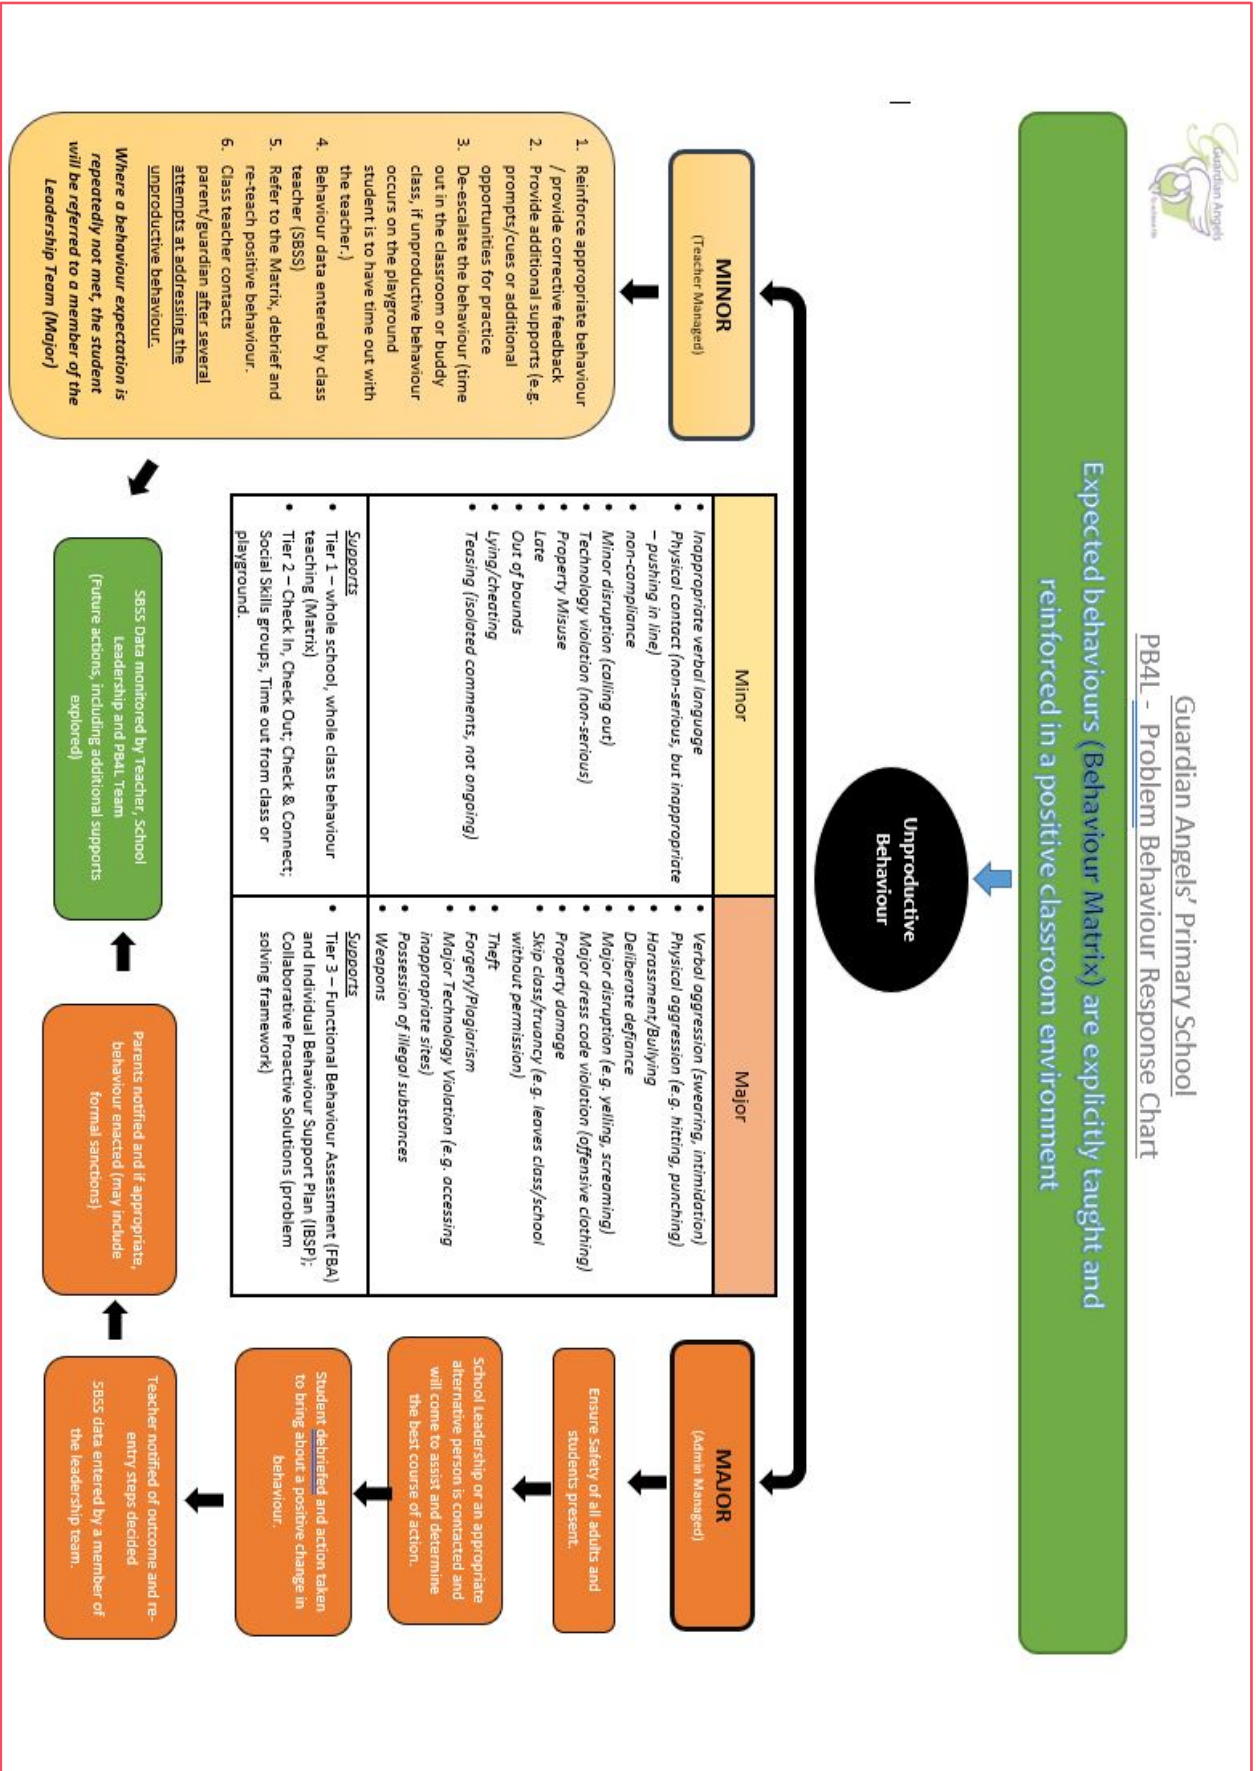 Guardian Angels
Guardian Angels' Primary School
PB4L - Problem Behaviour Response Chart
Expected behaviours (Behaviour Matrix) are explicitly taught and
reinforced in a positive classroom environment
Unproductive
Behaviour
MINOR
(Teacher Managed)
1. Reinforce appropriate behaviour
/ provide corrective feedback
2. Provide additional supports (e.g.
prompts/cues or additional
opportunities for practice
3. De-escalate the behaviour (time
out in the classroom or buddy
class, if unproductive behaviour
occurs on the playground
student is to have time out with
the teacher.)
4. Behaviour data entered by class
teacher (SBSS)
5. Refer to the Matrix, debrief and
re-teach positive behaviour.
6. Class teacher contacts
parent/guardian after several
attempts at addressing the
unproductive behaviour.
Where a behaviour expectation is
repeatedly not met, the student
will be referred to a member of the
Leadership Team (Major)
Minor
• Inappropriate verbal language
• Physical contact (non-serious, but inappropriate
– pushing in line)
• non-compliance
• Minor disruption (calling out)
• Technology violation (non-serious)
• Property Misuse
• Late
• Out of bounds
• Lying/cheating
• Teasing (isolated comments, not ongoing)
Supports
• Tier 1 – whole school, whole class behaviour
teaching (Matrix)
• Tier 2 – Check In, Check Out; Check & Connect;
Social Skills groups, Time out from class or
playground.
Major
• Verbal aggression (swearing, intimidation)
• Physical aggression (e.g. hitting, punching)
• Harassment/Bullying
• Deliberate defiance
• Major disruption (e.g. yelling, screaming)
• Major dress code violation (offensive clothing)
• Property damage
• Skip class/truancy (e.g. leaves class/school
without permission)
• Theft
• Forgery/Plagiarism
• Major Technology Violation (e.g. accessing
inappropriate sites)
• Possession of illegal substances
• Weapons
Supports
• Tier 3 – Functional Behaviour Assessment (FBA)
and Individual Behaviour Support Plan (IBSP);
Collaborative Proactive Solutions (problem
solving framework)
MAJOR
(Admin Managed)
Ensure Safety of all adults and
students present.
School Leadership or an appropriate
alternative person is contacted and
will come to assist and determine
the best course of action.
Student debriefed and action taken
to bring about a positive change in
behaviour.
Teacher notified of outcome and re-
entry steps decided
SBSS data entered by a member of
the leadership team.
Parents notified and if appropriate,
behaviour enacted (may include
formal sanctions)
SBSS Data monitored by Teacher, School
Leadership and PB4L Team
(Future actions, including additional supports
explored)